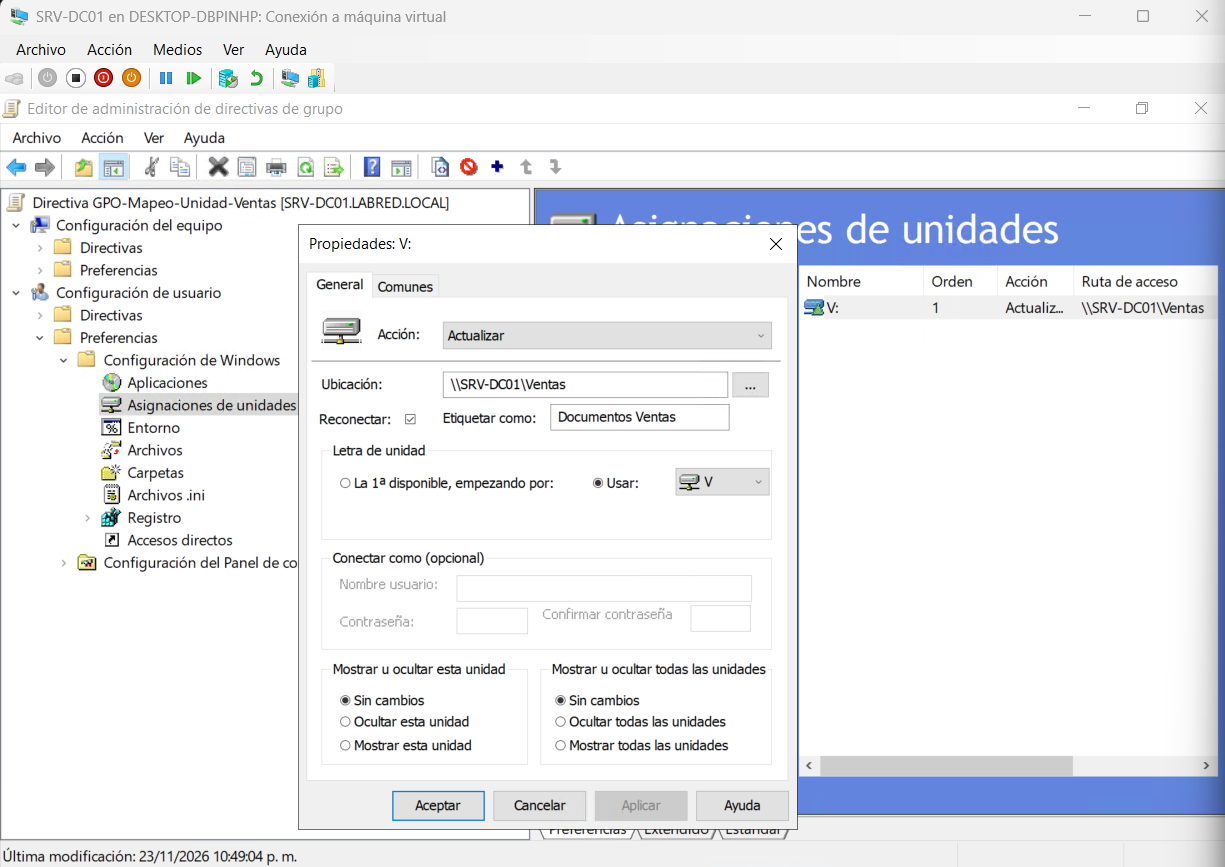 SRV-DC01 en DESKTOP-DBPINHP: Conexión a máquina virtual
Archivo Acción Medios Ver Ayuda
Editor de administración de directivas de grupo
Archivo Acción Ver Ayuda
Directiva GPO-Mapeo-Unidad-Ventas [SRV-DC01.LABRED.LOCAL]
Configuración del equipo
Directivas
Preferencias
Configuración de usuario
Directivas
Preferencias
Configuración de Windows
Aplicaciones
Asignaciones de unidades
Entorno
Archivos
Carpetas
Archivos .ini
Registro
Accesos directos
Configuración del Panel de co
Asignaciones de unidades
Nombre Orden Acción Ruta de acceso
V: 1 Actualiz... \\SRV-DC01\Ventas
Propiedades: V:
General Comunes
Acción: Actualizar
Ubicación: \\SRV-DC01\Ventas ...
Reconectar: Etiquetar como: Documentos Ventas
Letra de unidad
La 1ª disponible, empezando por: Usar: V
Conectar como (opcional)
Nombre usuario:
Contraseña: Confirmar contraseña
Mostrar u ocultar esta unidad
Sin cambios
Ocultar esta unidad
Mostrar esta unidad
Mostrar u ocultar todas las unidades
Sin cambios
Ocultar todas las unidades
Mostrar todas las unidades
Aceptar Cancelar Aplicar Ayuda
Preferencias Extendido Estándar
Última modificación: 23/11/2026 10:49:04 p. m.